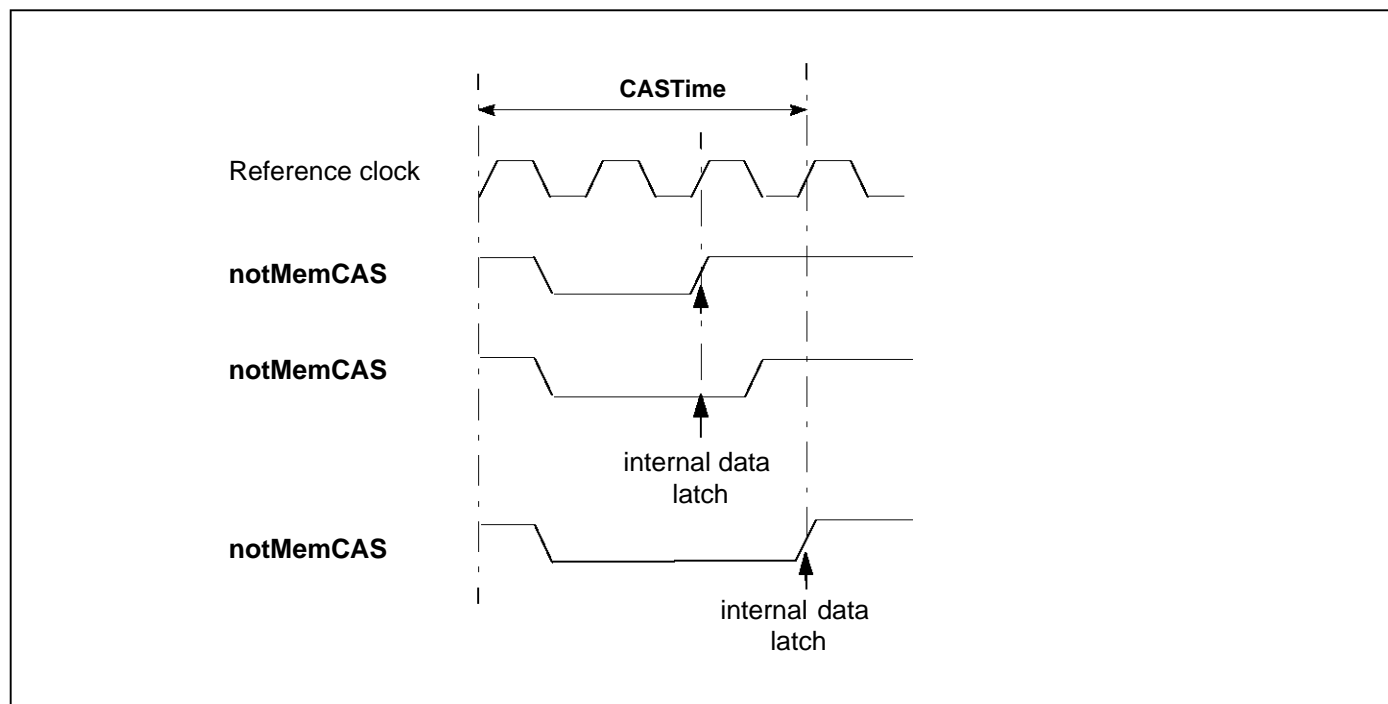 CASTime
Reference clock
notMemCAS
notMemCAS
internal data
latch
notMemCAS
internal data
latch